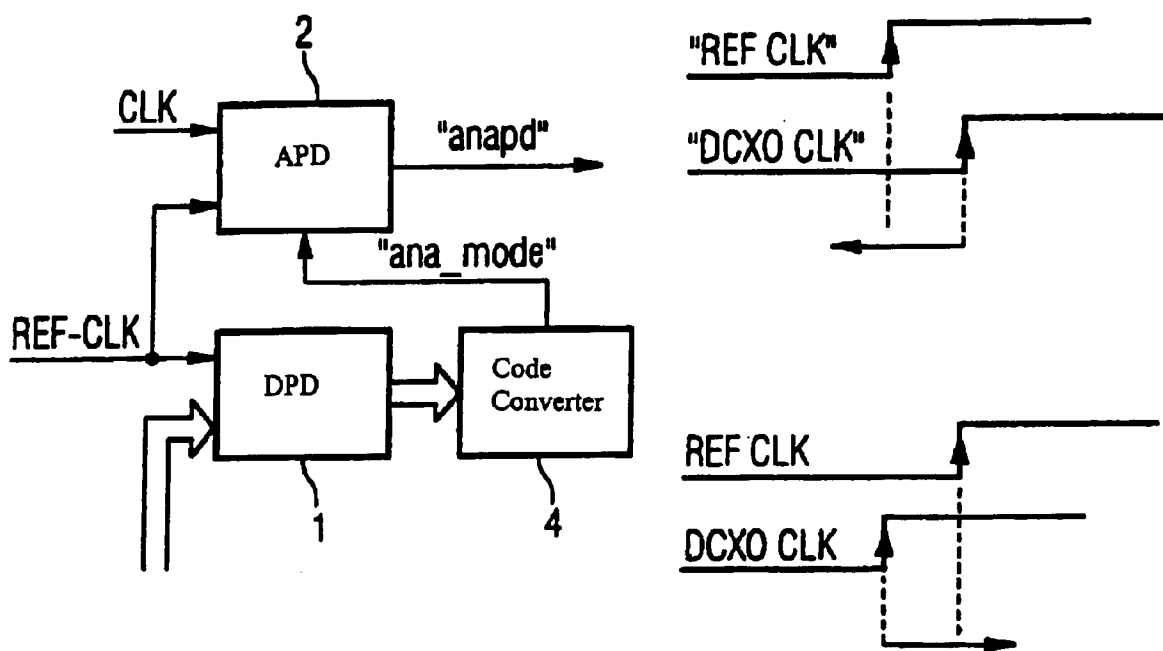 2
CLK
APD
"anapd"
"ana_mode"
REF-CLK
DPD
Code
Converter
1
4
"REF CLK"
"DCXO CLK"
REF CLK
DCXO CLK